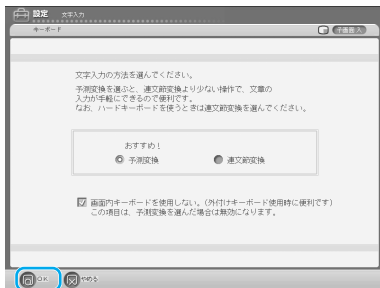 設定 文字入力
キーボード 子画面 入
文字入力の方法を選んでください。
予測変換を選ぶと、連文節変換より少ない操作で、文章の
入力が手軽にできるので便利です。
なお、ハードキーボードを使うときは連文節変換を選んでください。
おすすめ！
予測変換 連文節変換
画面内キーボードを使用しない。(外付けキーボード使用時に便利です)
この項目は、予測変換を選んだ場合は無効になります。
OK やめる